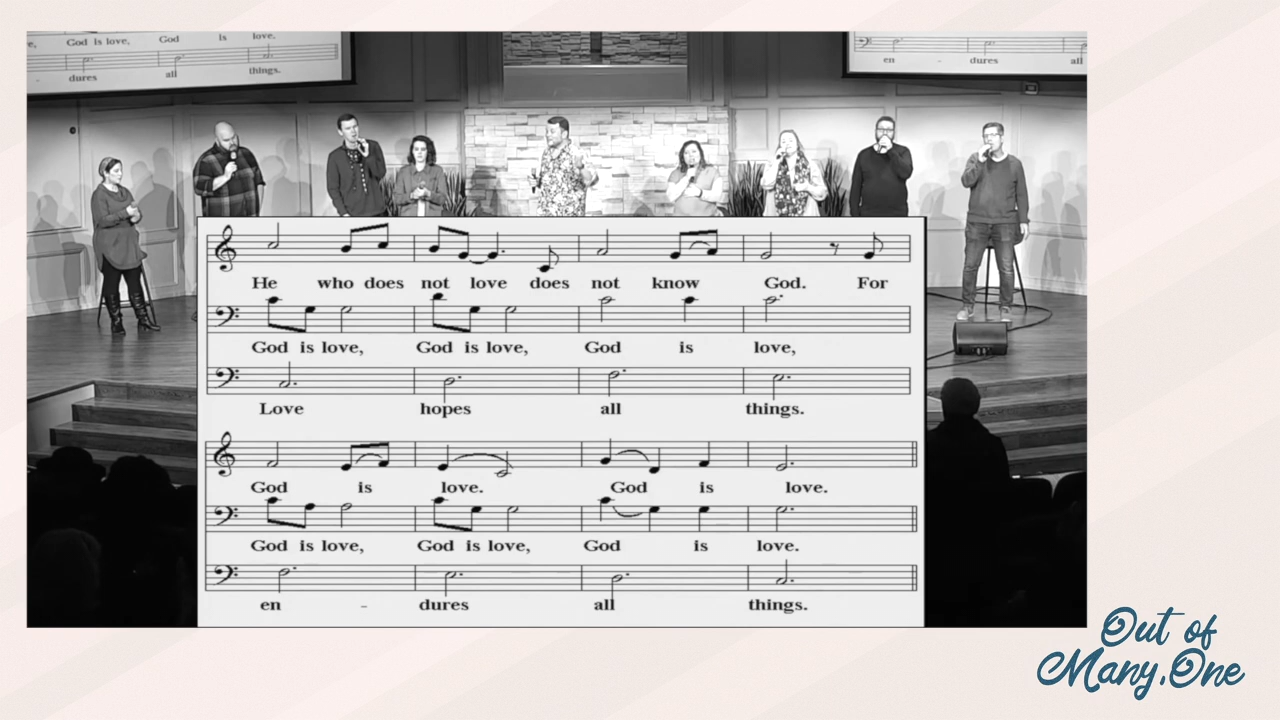 e, God is love, God is love.
- dures all things.
en - dures all
He who does not love does not know God. For
God is love, God is love, God is love,
Love hopes all things.
God is love. God is love.
God is love, God is love, God is love.
en - dures all things.
Out of
Many, One